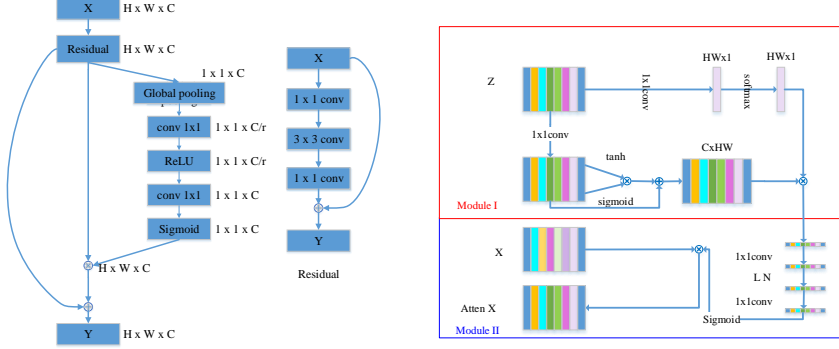 X
H x W x C
Residual
H x W x C
1 x 1 x C
Global pooling
conv 1x1
1 x 1 x C/r
ReLU
1 x 1 x C/r
conv 1x1
1 x 1 x C
Sigmoid
1 x 1 x C
H x W x C
Y
H x W x C
X
1 x 1 conv
3 x 3 conv
1 x 1 conv
Y
Residual
Z
1x1conv
HWx1
softmax
HWx1
1x1conv
tanh
sigmoid
CxHW
Module I
X
Atten X
Sigmoid
1x1conv
L N
1x1conv
Module II